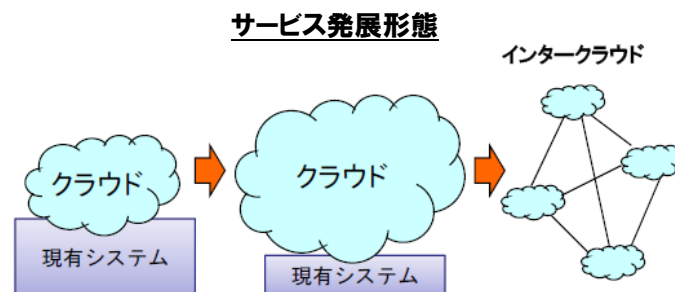 サービス発展形態
インタークラウド
クラウド
クラウド
現有システム
現有システム